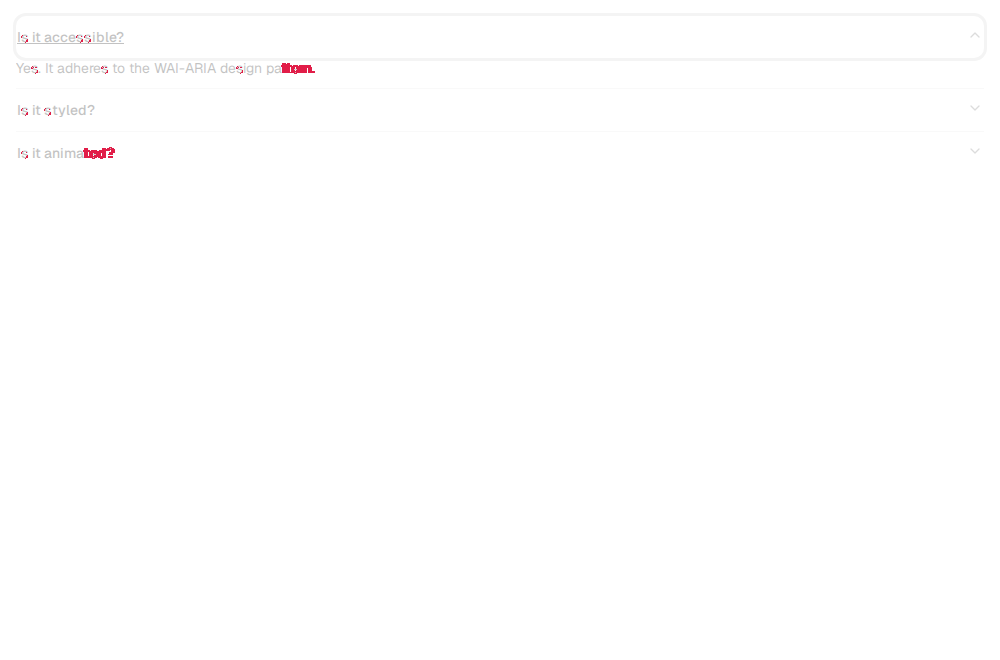 Is it accessible?
Yes. It adheres to the WAI-ARIA design pattern.
Is it styled?
Is it animated?